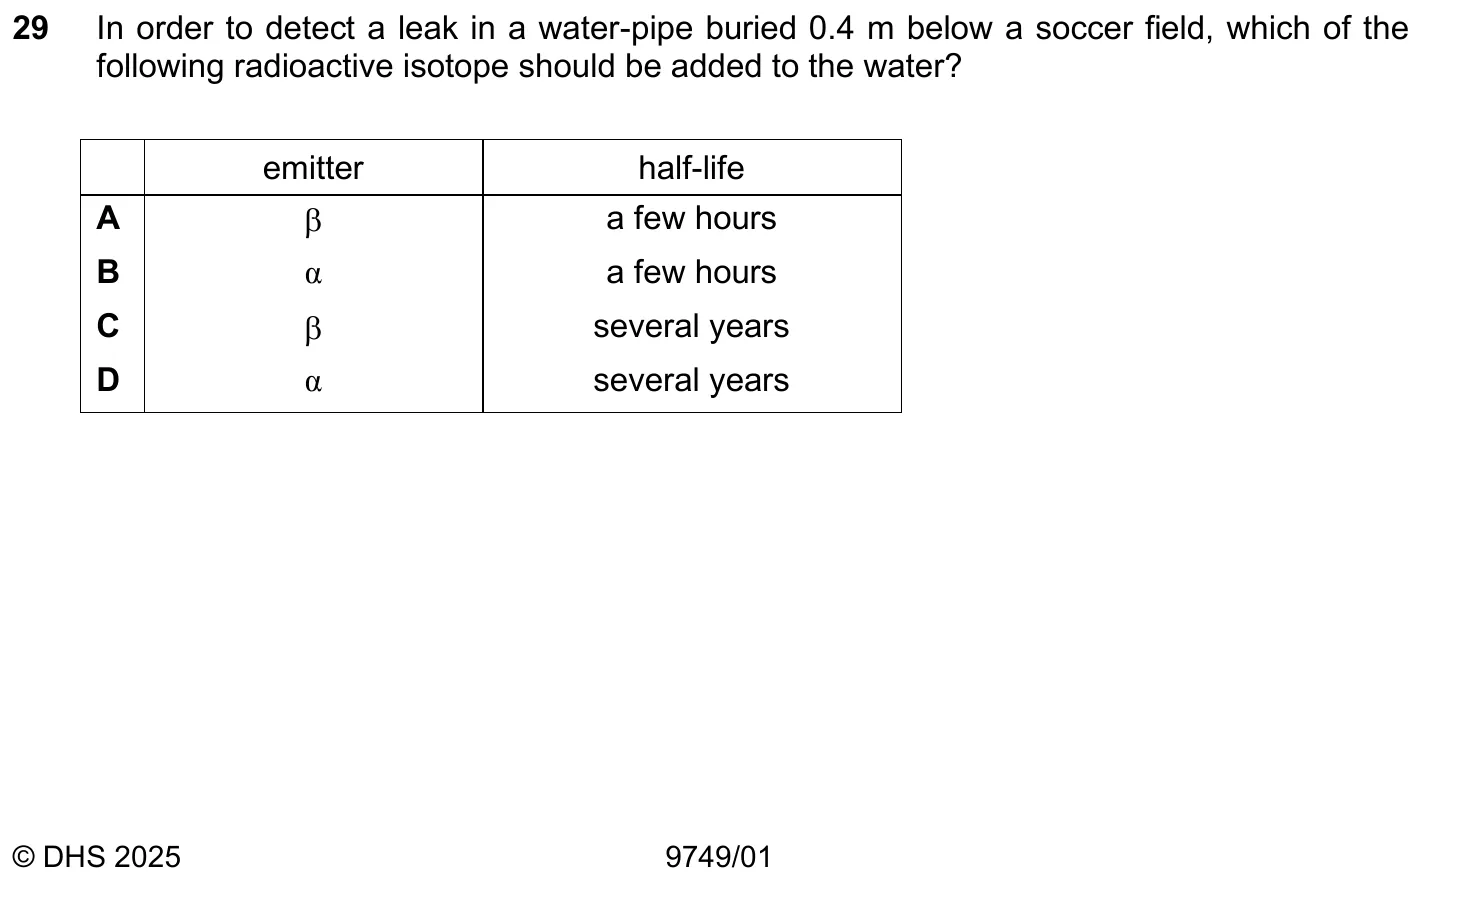 29 In order to detect a leak in a water-pipe buried 0.4 m below a soccer field, which of the
following radioactive isotope should be added to the water?
emitter half-life
A β a few hours
B α a few hours
C β several years
D α several years
© DHS 2025 9749/01